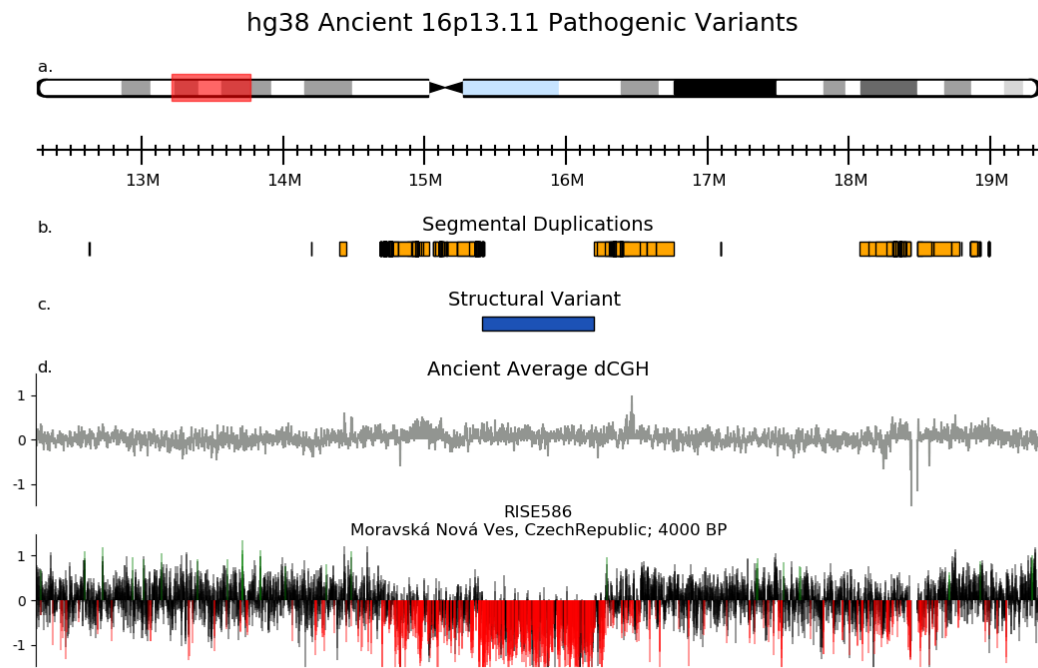 hg38 Ancient 16p13.11 Pathogenic Variants
a.
13M 14M 15M 16M 17M 18M 19M
b.
Segmental Duplications
c.
Structural Variant
d.
Ancient Average dCGH
1
0
-1
RISE586
Moravská Nová Ves, CzechRepublic; 4000 BP
1
0
-1